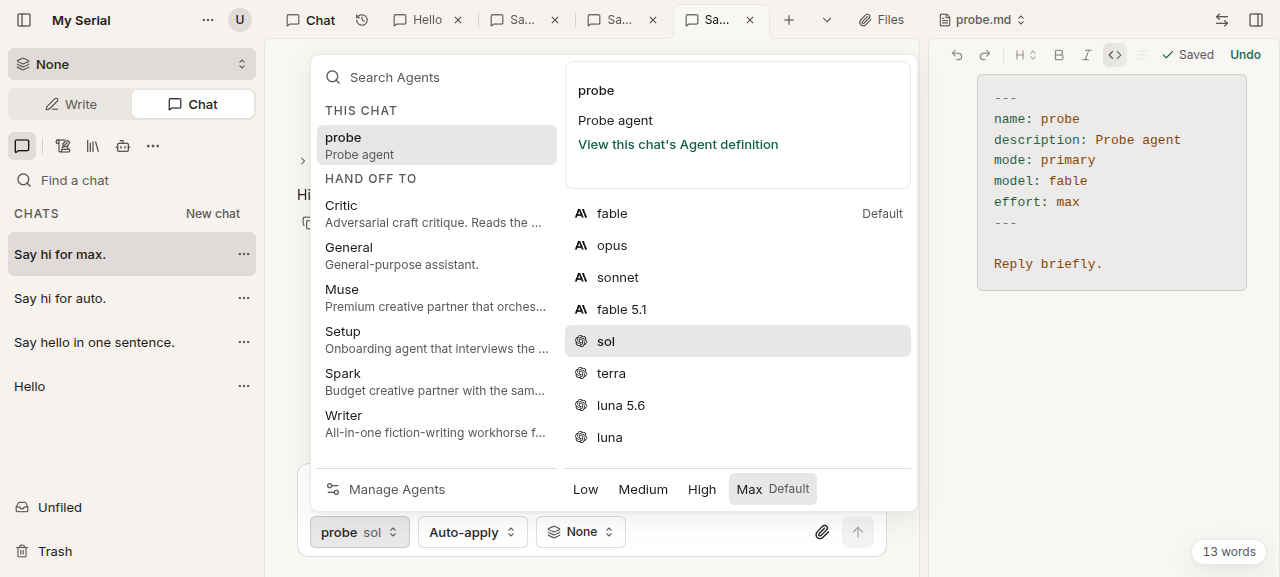 My Serial
U
Chat
Hello
Sa...
Sa...
Sa...
Files
probe.md
None
Write
Chat
Find a chat
CHATS
New chat
Say hi for max.
Say hi for auto.
Say hello in one sentence.
Hello
Unfiled
Trash
Hi
Search Agents
THIS CHAT
probe
Probe agent
HAND OFF TO
Critic
Adversarial craft critique. Reads the ...
General
General-purpose assistant.
Muse
Premium creative partner that orches...
Setup
Onboarding agent that interviews the ...
Spark
Budget creative partner with the sam...
Writer
All-in-one fiction-writing workhorse f...
Manage Agents
probe
Probe agent
View this chat's Agent definition
fable Default
opus
sonnet
fable 5.1
sol
terra
luna 5.6
luna
Low Medium High Max Default
probe sol
Auto-apply
None
H
B
I
Saved
Undo
---
name: probe
description: Probe agent
mode: primary
model: fable
effort: max
---
Reply briefly.
13 words